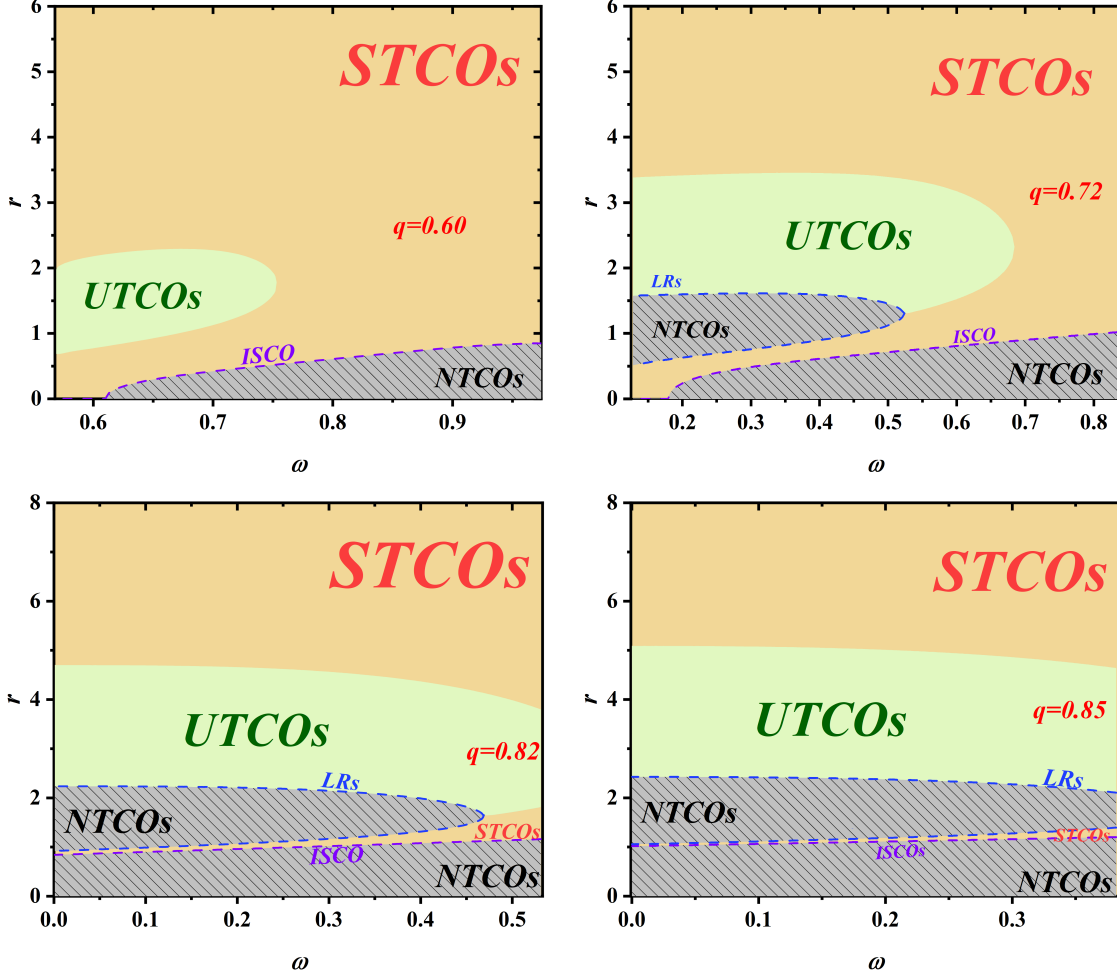 6
5
4
3
2
1
0
r
STCOs
q=0.60
UTCOs
ISCO
NTCOs
0.6 0.7 0.8 0.9
ω
6
5
4
3
2
1
0
r
STCOs
q=0.72
UTCOs
LRs
NTCOs
ISCO
NTCOs
0.2 0.3 0.4 0.5 0.6 0.7 0.8
ω
8
6
4
2
0
r
STCOs
UTCOs
q=0.82
LRs
NTCOs
STCOs
ISCO
NTCOs
0.0 0.1 0.2 0.3 0.4 0.5
ω
8
6
4
2
0
r
STCOs
UTCOs
q=0.85
LRs
NTCOs
STCOs
ISCOs
NTCOs
0.0 0.1 0.2 0.3
ω